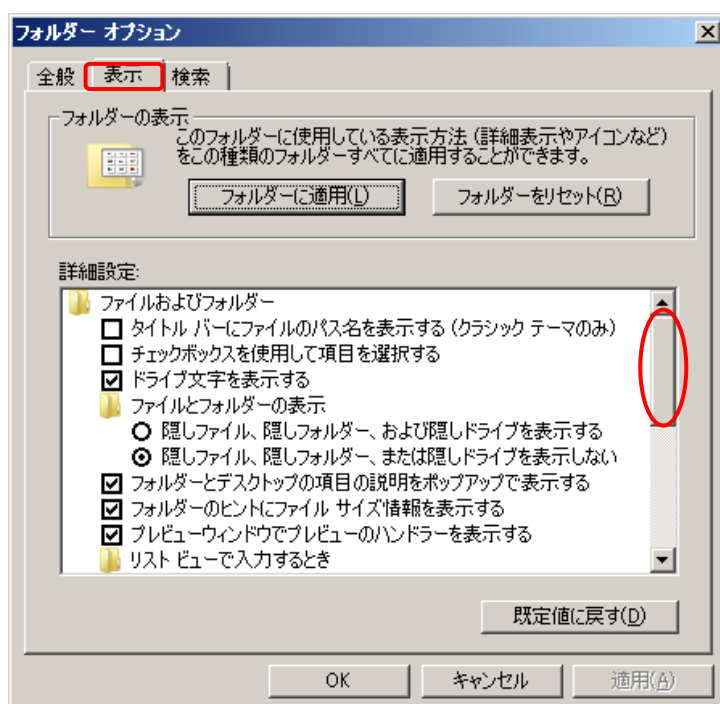 フォルダー オプション
全般
表示
検索
フォルダーの表示
このフォルダーに使用している表示方法 (詳細表示やアイコンなど)
をこの種類のフォルダーすべてに適用することができます。
フォルダーに適用(L)
フォルダーをリセット(R)
詳細設定:
ファイルおよびフォルダー
タイトル バーにファイルのパス名を表示する (クラシック テーマのみ)
チェックボックスを使用して項目を選択する
ドライブ文字を表示する
ファイルとフォルダーの表示
隠しファイル、隠しフォルダー、および隠しドライブを表示する
隠しファイル、隠しフォルダー、または隠しドライブを表示しない
フォルダーとデスクトップの項目の説明をポップアップで表示する
フォルダーのヒントにファイル サイズ情報を表示する
プレビューウィンドウでプレビューのハンドラーを表示する
リスト ビューで入力するとき
既定値に戻す(D)
OK
キャンセル
適用(A)